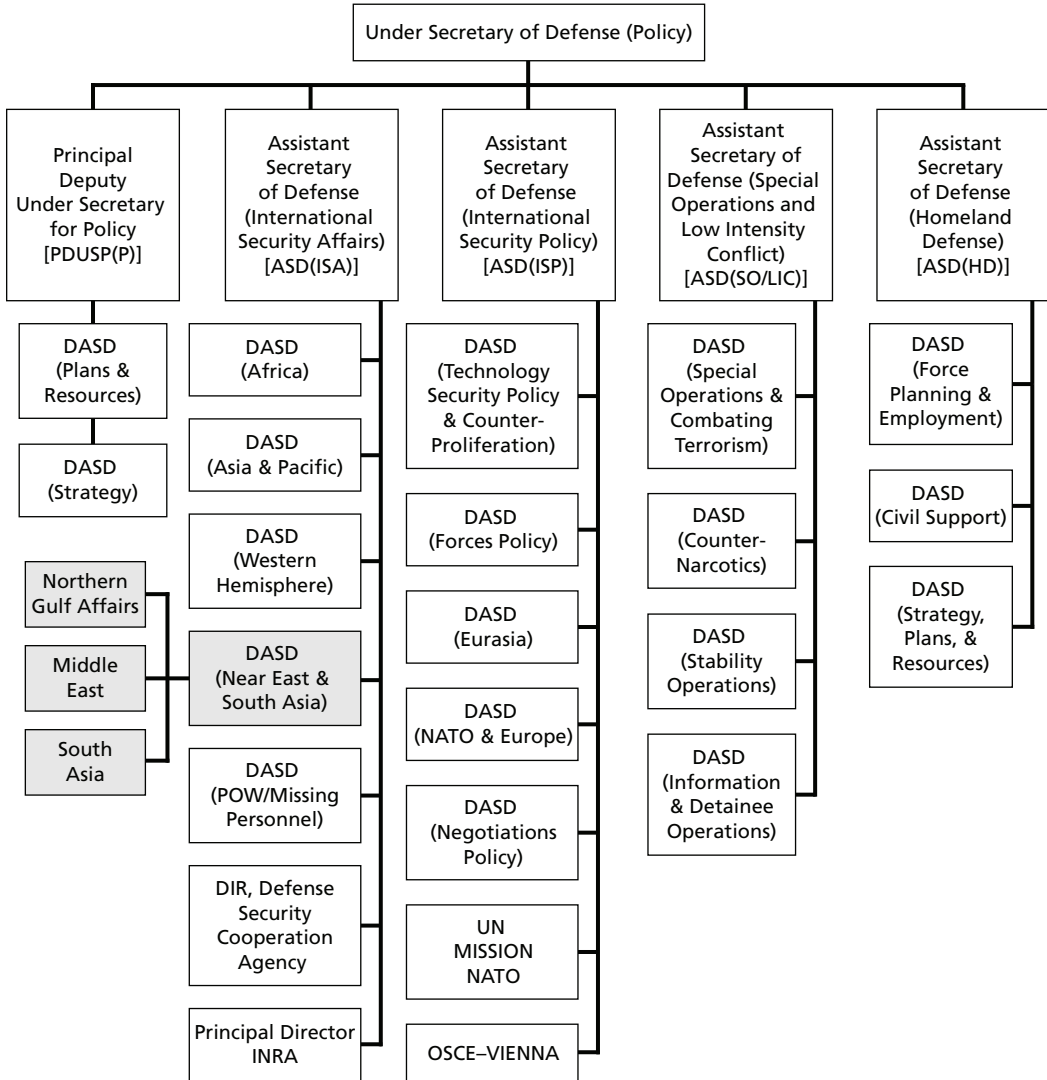 Under Secretary of Defense (Policy)
Principal
Deputy
Under Secretary
for Policy
[PDUSP(P)]
Assistant
Secretary
of Defense
(International
Security Affairs)
[ASD(ISA)]
Assistant
Secretary
of Defense
(International
Security Policy)
[ASD(ISP)]
Assistant
Secretary of
Defense (Special
Operations and
Low Intensity
Conflict)
[ASD(SO/LIC)]
Assistant
Secretary
of Defense
(Homeland
Defense)
[ASD(HD)]
DASD
(Plans &
Resources)
DASD
(Strategy)
Northern
Gulf Affairs
Middle
East
South
Asia
DASD
(Africa)
DASD
(Asia & Pacific)
DASD
(Western
Hemisphere)
DASD
(Near East &
South Asia)
DASD
(POW/Missing
Personnel)
DIR, Defense
Security
Cooperation
Agency
Principal Director
INRA
DASD
(Technology
Security Policy
& Counter-
Proliferation)
DASD
(Forces Policy)
DASD
(Eurasia)
DASD
(NATO & Europe)
DASD
(Negotiations
Policy)
UN
MISSION
NATO
OSCE–VIENNA
DASD
(Special
Operations &
Combating
Terrorism)
DASD
(Counter-
Narcotics)
DASD
(Stability
Operations)
DASD
(Information
& Detainee
Operations)
DASD
(Force
Planning &
Employment)
DASD
(Civil Support)
DASD
(Strategy,
Plans, &
Resources)